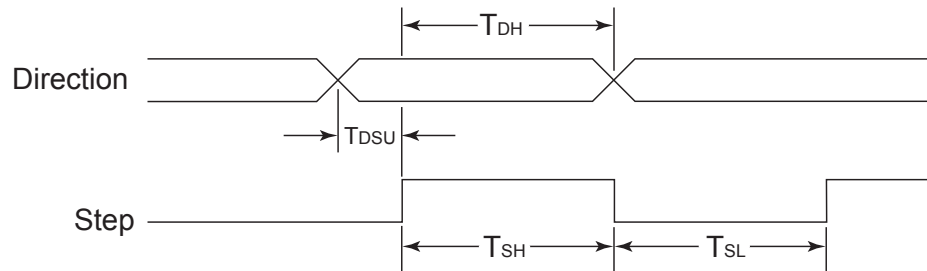 TDH
Direction
TDSU
Step
TSH
TSL